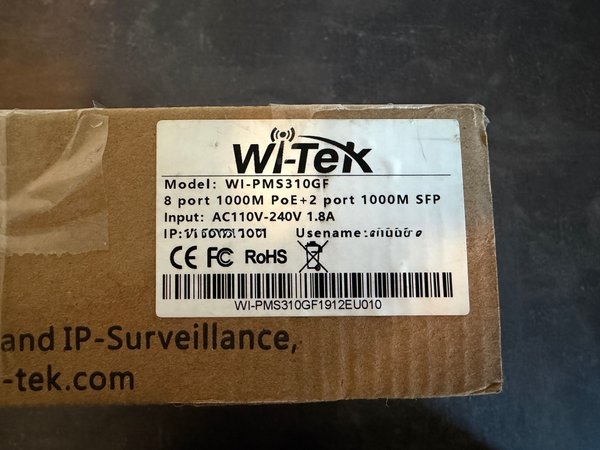 Wi-Tek
Model: WI-PMS310GF
8 port 1000M PoE+2 port 1000M SFP
Input: AC110V-240V 1.8A
IP:
Usename:
CE FC RoHS
WI-PMS310GF1912EU010
and IP-Surveillance,
-tek.com